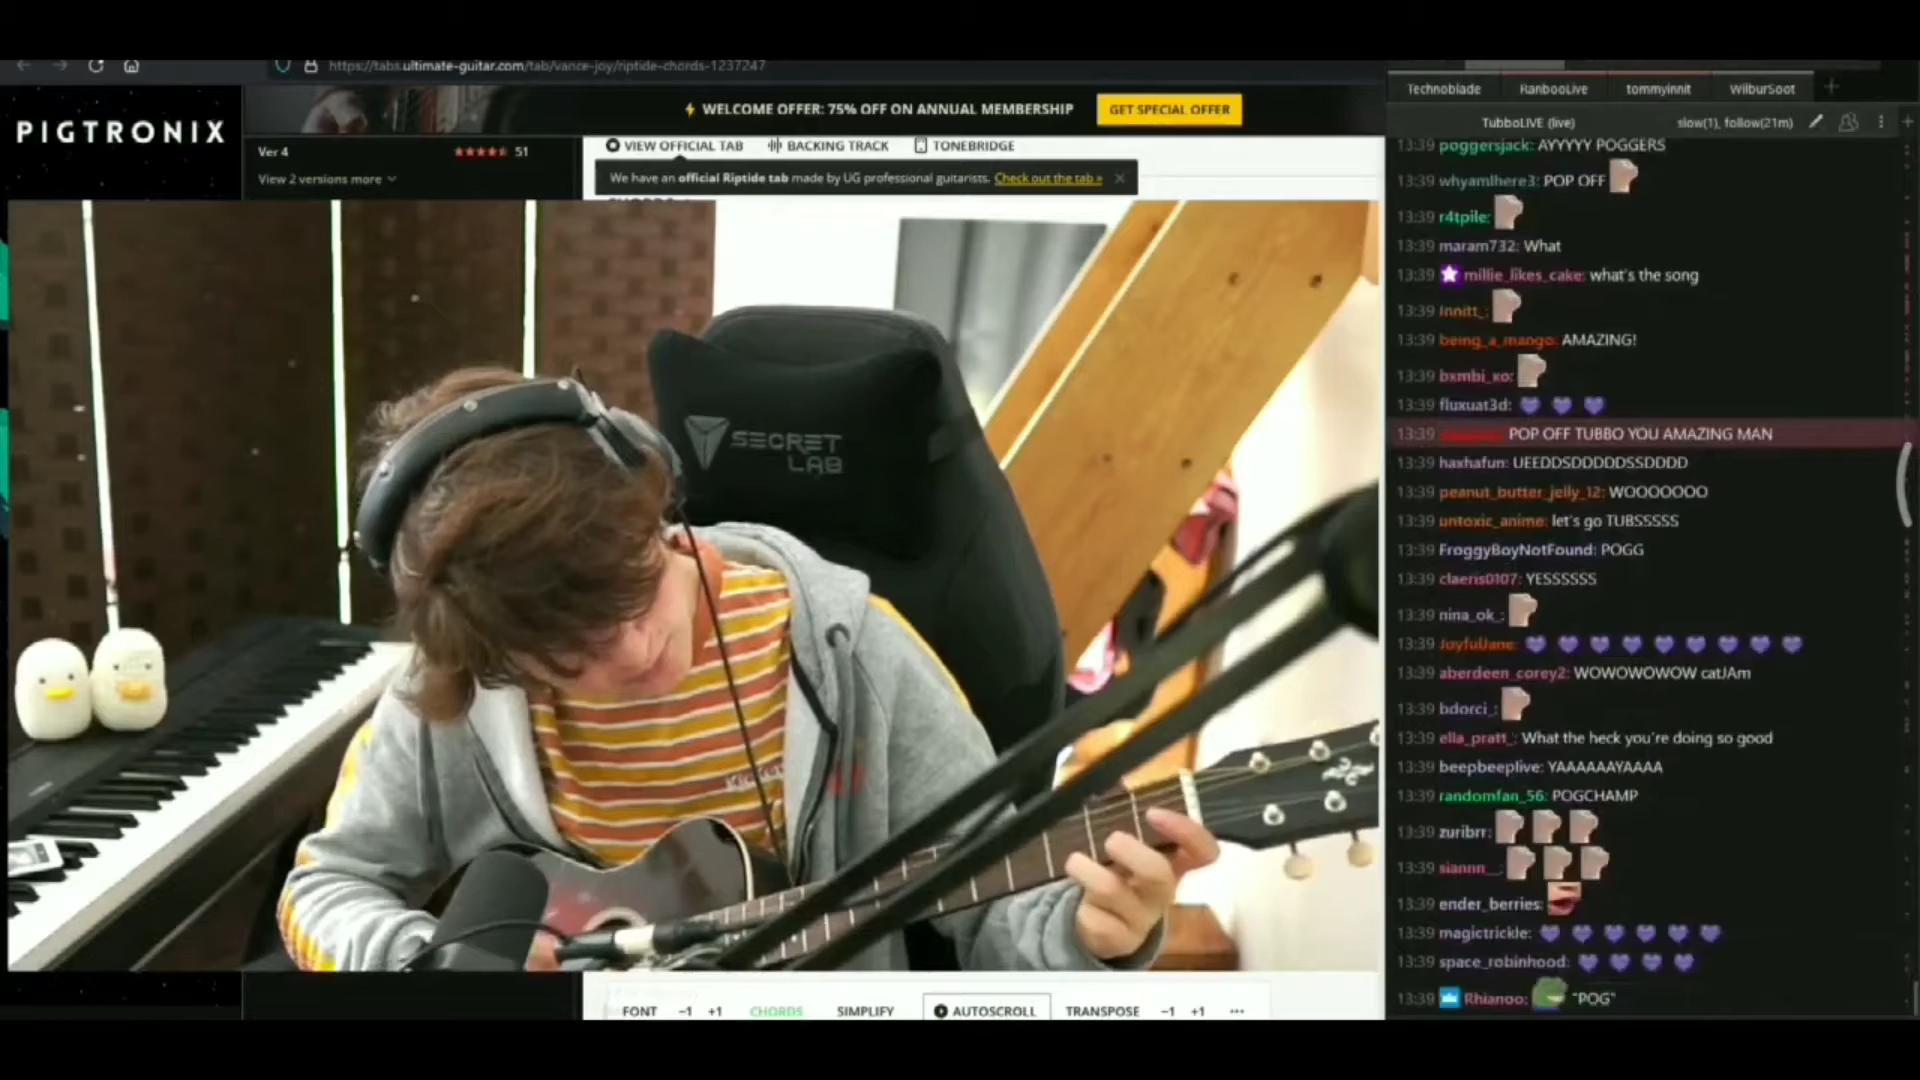 https://tabs.ultimate-guitar.com/tab/vance-joy/riptide-chords-1237247
PIGTRONIX
WELCOME OFFER: 75% OFF ON ANNUAL MEMBERSHIP
GET SPECIAL OFFER
Ver 4
51
View 2 versions more
VIEW OFFICIAL TAB
BACKING TRACK
TONEBRIDGE
We have an official Riptide tab made by UG professional guitarists. Check out the tab »
SECRET
LAB
FONT -1 +1 CHORDS SIMPLIFY AUTOSCROLL TRANSPOSE -1 +1 ...
Technoblade RanbooLive tommyinnit WilburSoot
TubboLIVE (live) slow(1), follow(21m)
13:39 poggersjack: AYYYYY POGGERS
13:39 whyamIhere3: POP OFF
13:39 r4tpile:
13:39 maram732: What
13:39 millie_likes_cake: what's the song
13:39 Innitt_:
13:39 being_a_mango: AMAZING!
13:39 bxmbi_xo:
13:39 fluxuat3d:
13:39 POP OFF TUBBO YOU AMAZING MAN
13:39 haxhafun: UEEDDSDDDDDSSDDDD
13:39 peanut_butter_jelly_12: WOOOOOOO
13:39 untoxic_anime: let's go TUBSSSSS
13:39 FroggyBoyNotFound: POGG
13:39 claeris0107: YESSSSSS
13:39 nina_ok_:
13:39 JoyfulJane:
13:39 aberdeen_corey2: WOWOWOWOW catJAm
13:39 bdorci_:
13:39 ella_pratt_: What the heck you're doing so good
13:39 beepbeeplive: YAAAAAAYAAAA
13:39 randomfan_56: POGCHAMP
13:39 zuribrr:
13:39 siannn__:
13:39 ender_berries:
13:39 magictrickle:
13:39 space_robinhood:
13:39 Rhianoo: "POG"